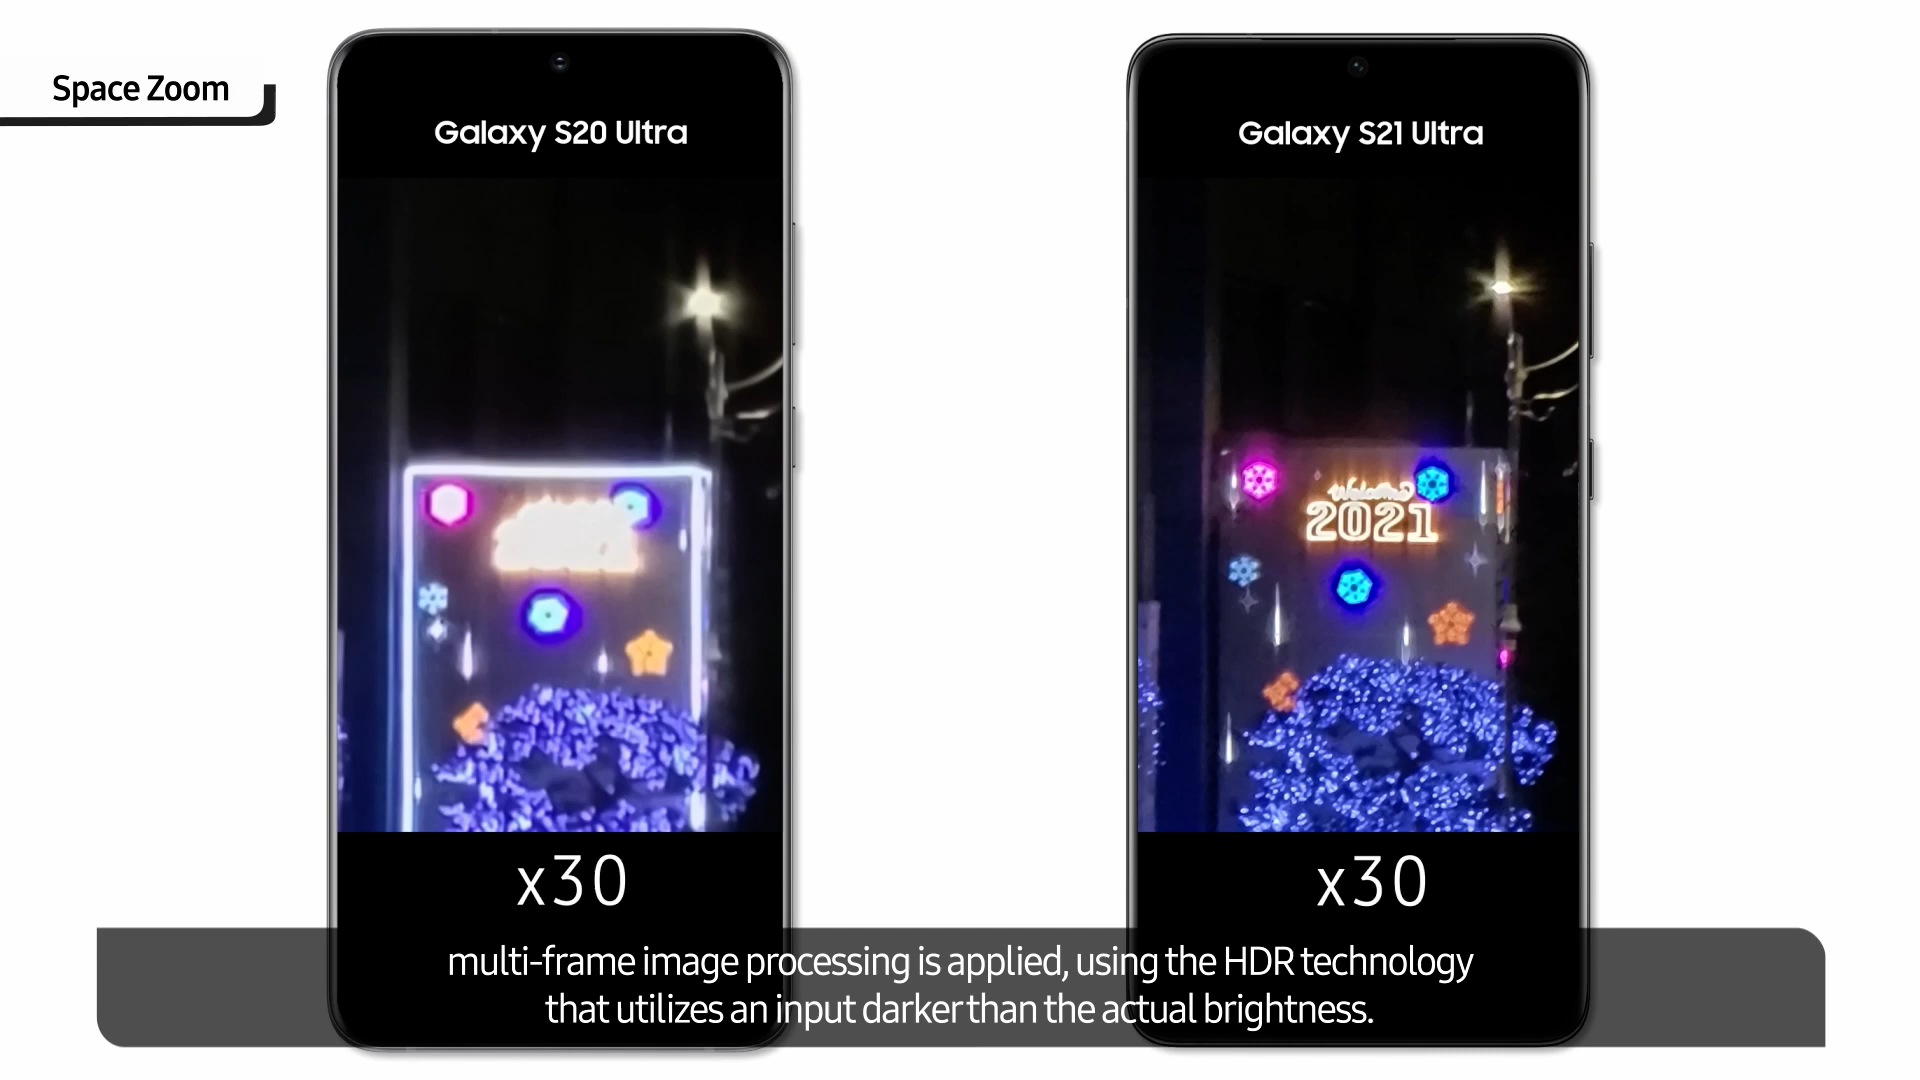 Space Zoom
Galaxy S20 Ultra
Galaxy S21 Ultra
Welcome
2021
x30
x30
multi-frame image processing is applied, using the HDR technology
that utilizes an input darker than the actual brightness.